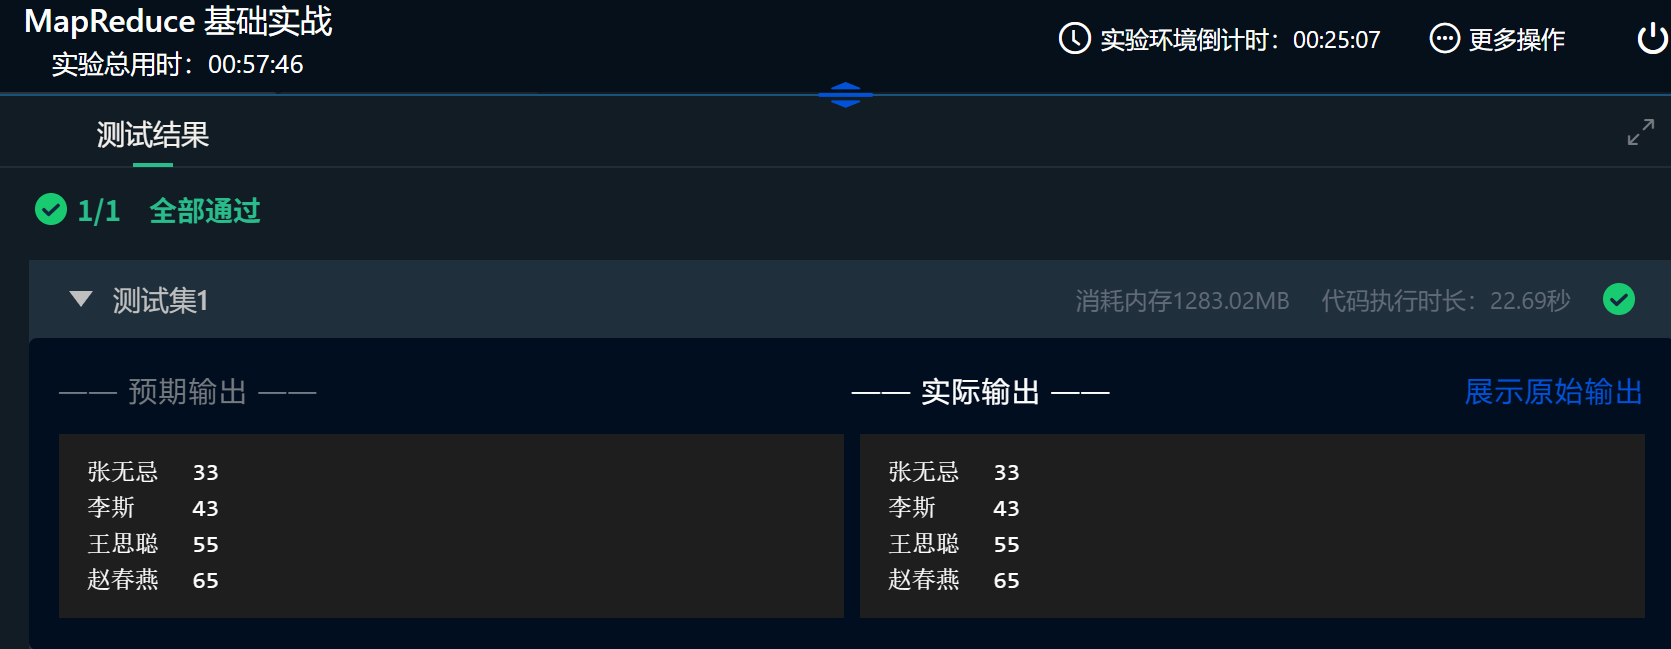 MapReduce 基础实战
实验总用时：00:57:46
实验环境倒计时：00:25:07
更多操作
测试结果
1/1 全部通过
测试集1
消耗内存1283.02MB 代码执行时长：22.69秒
—— 预期输出 ——
张无忌 33
李斯 43
王思聪 55
赵春燕 65
—— 实际输出 ——
展示原始输出
张无忌 33
李斯 43
王思聪 55
赵春燕 65